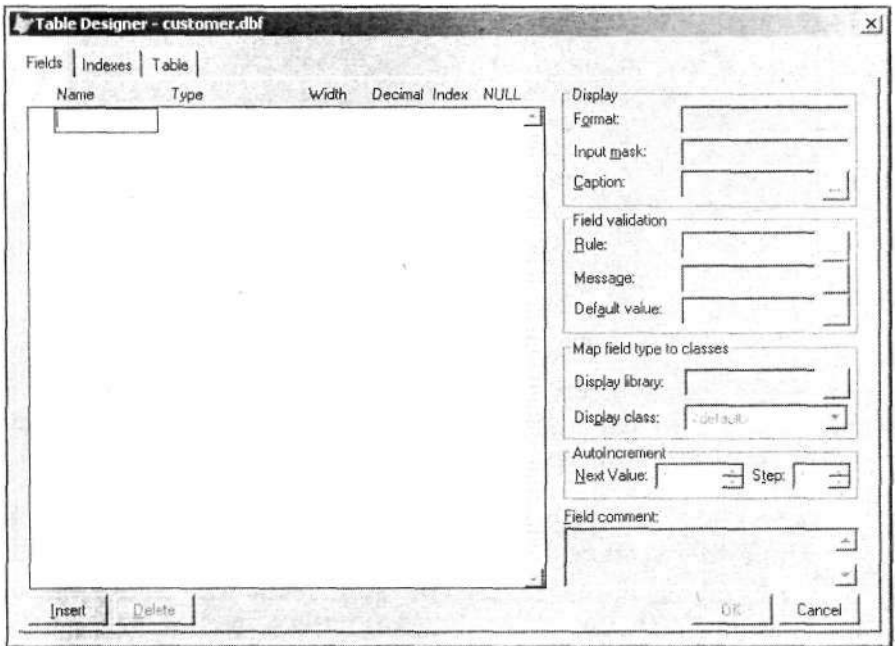 Table Designer - customer.dbf
Fields Indexes Table
Name Type Width Decimal Index NULL
Display
Format:
Input mask:
Caption:
...
Field validation
Rule:
Message:
Default value:
Map field type to classes
Display library:
Display class: <default>
AutoIncrement
Next Value: Step:
Field comment:
Insert Delete OK Cancel